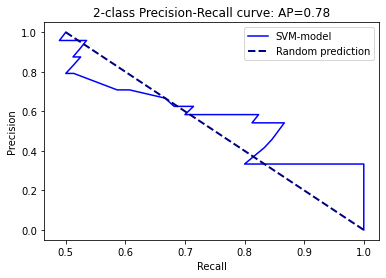 2-class Precision-Recall curve: AP=0.78
SVM-model
Random prediction
Precision
1.0
0.8
0.6
0.4
0.2
0.0
0.5 0.6 0.7 0.8 0.9 1.0
Recall